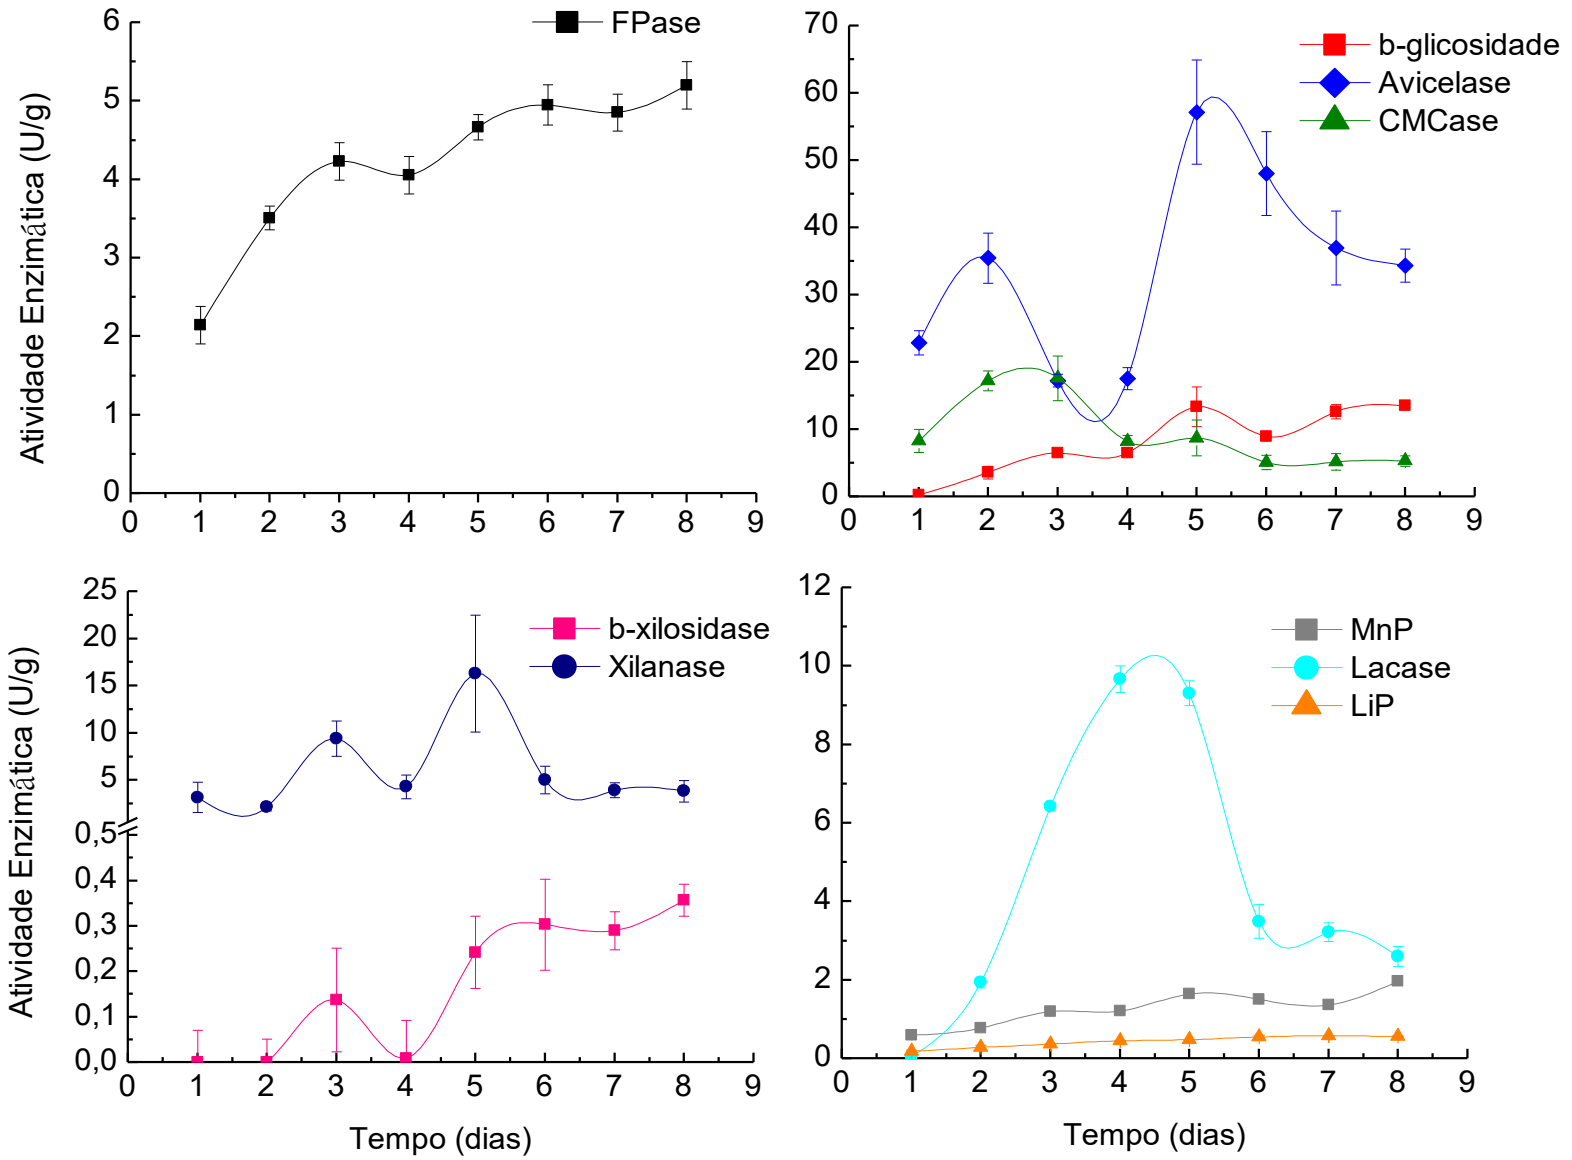 FPase
6
5
4
3
2
1
0
0 1 2 3 4 5 6 7 8 9
Atividade Enzimática (U/g)
b-glicosidade
Avicelase
CMCase
70
60
50
40
30
20
10
0
0 1 2 3 4 5 6 7 8 9
b-xilosidase
Xilanase
25
20
15
10
5
0,5
0,4
0,3
0,2
0,1
0,0
0 1 2 3 4 5 6 7 8 9
Atividade Enzimática (U/g)
Tempo (dias)
MnP
Lacase
LiP
12
10
8
6
4
2
0
0 1 2 3 4 5 6 7 8 9
Tempo (dias)